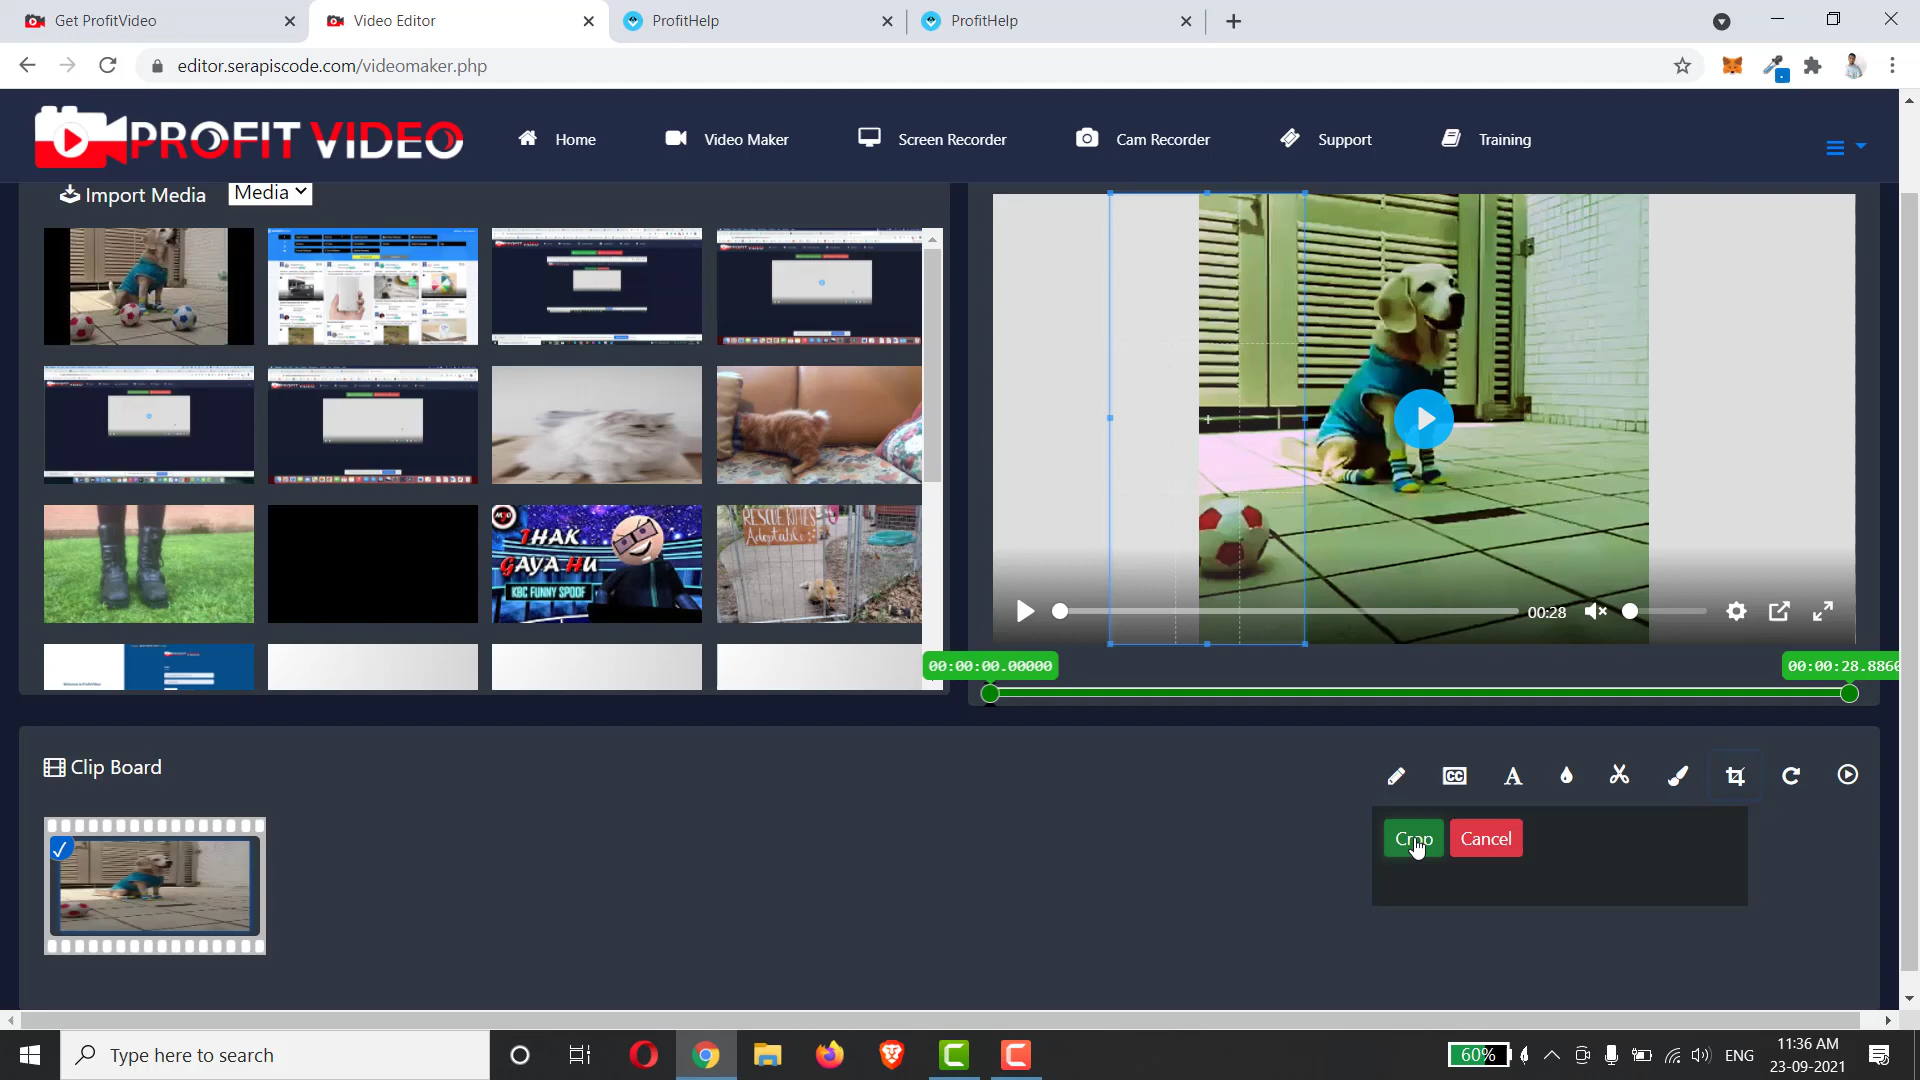 Get ProfitVideo
Video Editor
ProfitHelp
ProfitHelp
editor.serapiscode.com/videomaker.php
PROFIT VIDEO
Home
Video Maker
Screen Recorder
Cam Recorder
Support
Training
Import Media
Media
THAK
GAYA HU
KBC FUNNY SPOOF
RESCUE KITTIES
Adoptable
00:28
00:00:00.00000
00:00:28.8860
Clip Board
CC
A
Crop
Cancel
Type here to search
60%
ENG
11:36 AM
23-09-2021